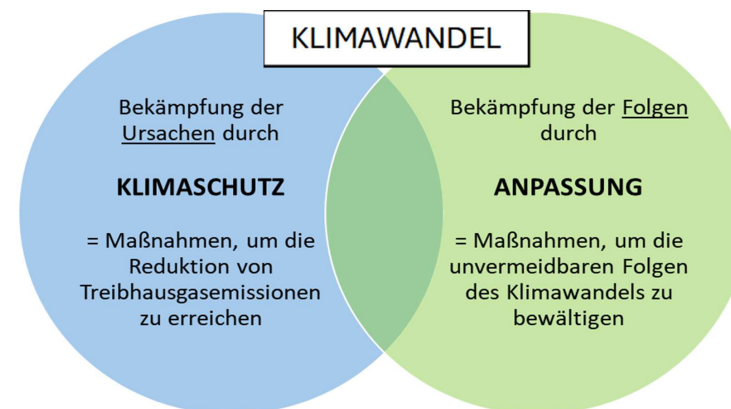 KLIMAWANDEL
Bekämpfung der
Ursachen durch
KLIMASCHUTZ
= Maßnahmen, um die
Reduktion von
Treibhausgasemissionen
zu erreichen
Bekämpfung der Folgen
durch
ANPASSUNG
= Maßnahmen, um die
unvermeidbaren Folgen
des Klimawandels zu
bewältigen